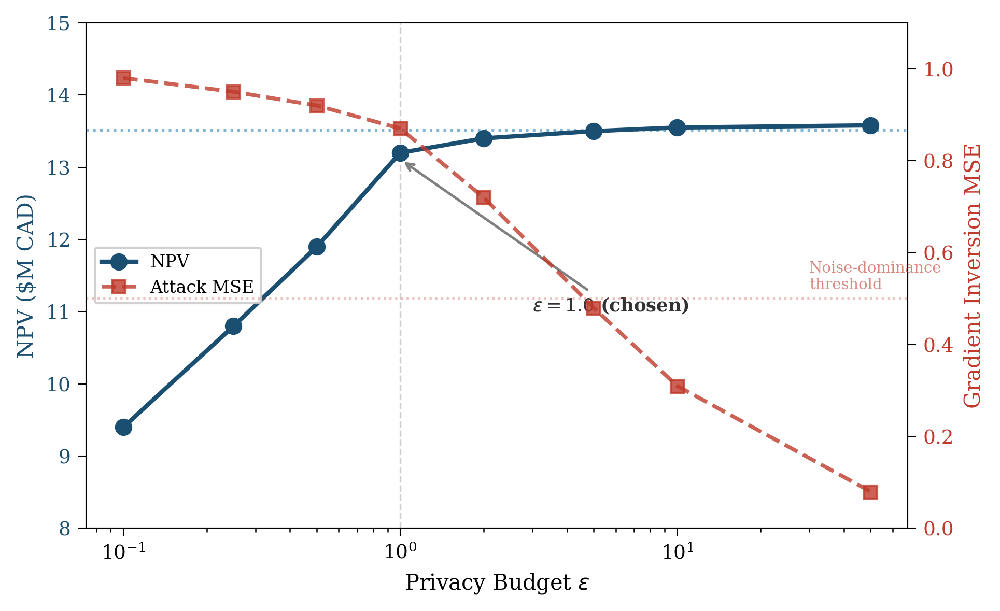 15
14
13
12
11
10
9
8
NPV ($M CAD)
NPV
Attack MSE
ε = 1.0 (chosen)
Noise-dominance
threshold
1.0
0.8
0.6
0.4
0.2
0.0
Gradient Inversion MSE
10⁻¹
10⁰
10¹
Privacy Budget ε